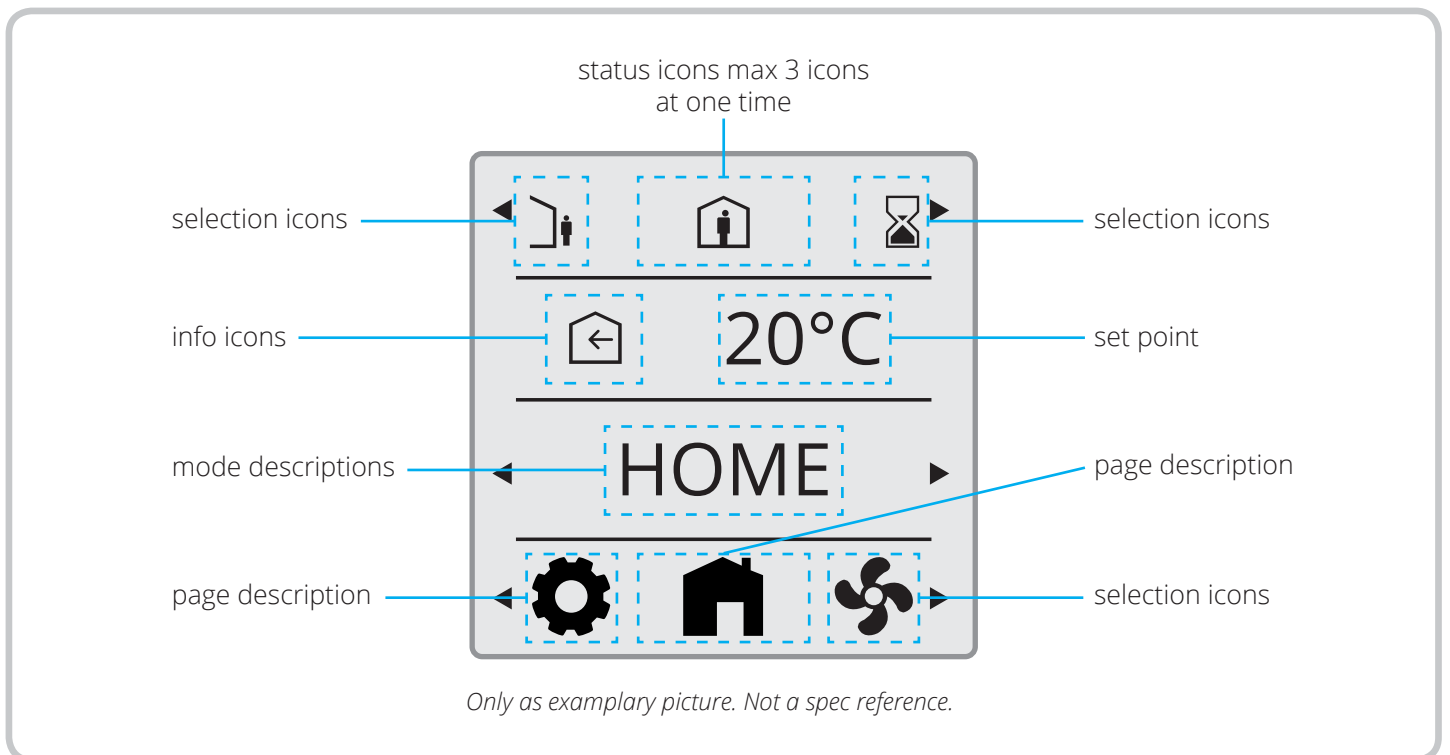 status icons max 3 icons
at one time
selection icons
selection icons
info icons
20°C
set point
mode descriptions
HOME
page description
page description
selection icons
Only as examplary picture. Not a spec reference.